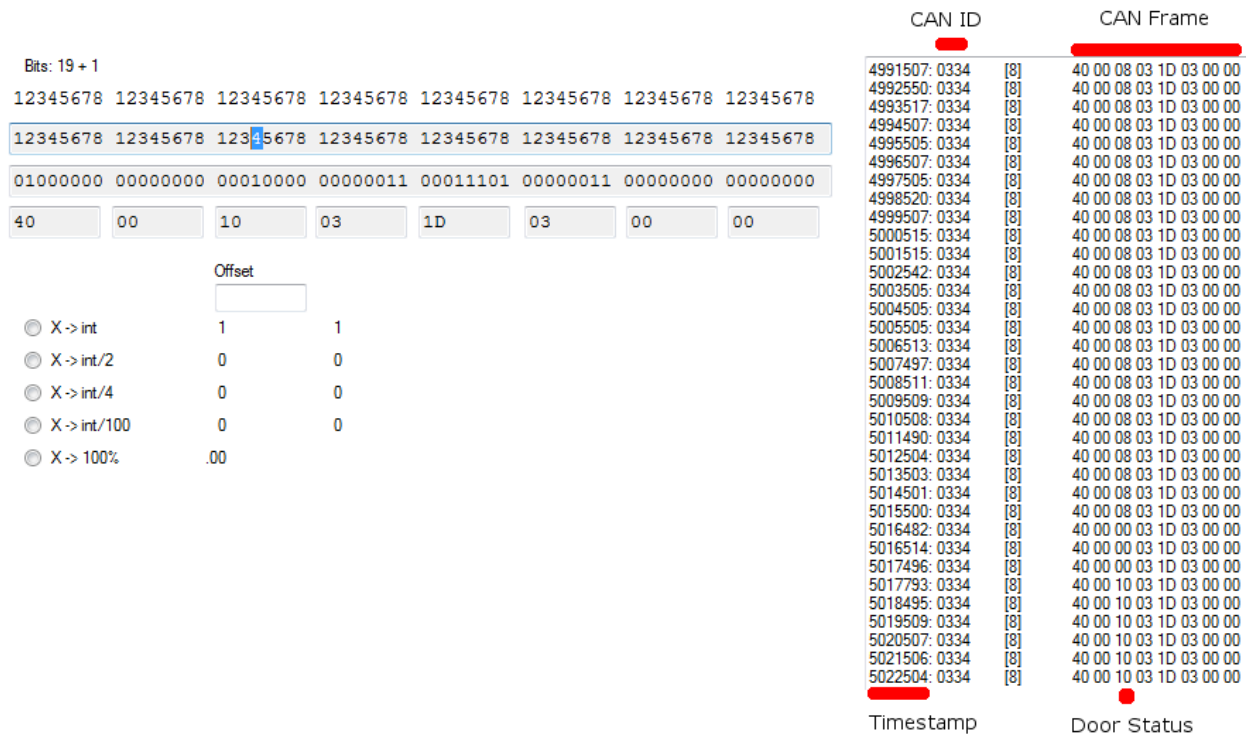 Bits: 19 + 1
12345678 12345678 12345678 12345678 12345678 12345678 12345678 12345678
12345678 12345678 12345678 12345678 12345678 12345678 12345678 12345678
01000000 00000000 00010000 00000011 00011101 00000011 00000000 00000000
40 00 10 03 1D 03 00 00
Offset
X -> int 1 1
X -> int/2 0 0
X -> int/4 0 0
X -> int/100 0 0
X -> 100% .00
CAN ID CAN Frame
4991507: 0334 [8] 40 00 08 03 1D 03 00 00
4992550: 0334 [8] 40 00 08 03 1D 03 00 00
4993517: 0334 [8] 40 00 08 03 1D 03 00 00
4994507: 0334 [8] 40 00 08 03 1D 03 00 00
4995505: 0334 [8] 40 00 08 03 1D 03 00 00
4996507: 0334 [8] 40 00 08 03 1D 03 00 00
4997505: 0334 [8] 40 00 08 03 1D 03 00 00
4998520: 0334 [8] 40 00 08 03 1D 03 00 00
4999507: 0334 [8] 40 00 08 03 1D 03 00 00
5000515: 0334 [8] 40 00 08 03 1D 03 00 00
5001515: 0334 [8] 40 00 08 03 1D 03 00 00
5002542: 0334 [8] 40 00 08 03 1D 03 00 00
5003505: 0334 [8] 40 00 08 03 1D 03 00 00
5004505: 0334 [8] 40 00 08 03 1D 03 00 00
5005505: 0334 [8] 40 00 08 03 1D 03 00 00
5006513: 0334 [8] 40 00 08 03 1D 03 00 00
5007497: 0334 [8] 40 00 08 03 1D 03 00 00
5008511: 0334 [8] 40 00 08 03 1D 03 00 00
5009509: 0334 [8] 40 00 08 03 1D 03 00 00
5010508: 0334 [8] 40 00 08 03 1D 03 00 00
5011490: 0334 [8] 40 00 08 03 1D 03 00 00
5012504: 0334 [8] 40 00 08 03 1D 03 00 00
5013503: 0334 [8] 40 00 08 03 1D 03 00 00
5014501: 0334 [8] 40 00 08 03 1D 03 00 00
5015500: 0334 [8] 40 00 08 03 1D 03 00 00
5016482: 0334 [8] 40 00 00 03 1D 03 00 00
5016514: 0334 [8] 40 00 00 03 1D 03 00 00
5017496: 0334 [8] 40 00 00 03 1D 03 00 00
5017793: 0334 [8] 40 00 10 03 1D 03 00 00
5018495: 0334 [8] 40 00 10 03 1D 03 00 00
5019509: 0334 [8] 40 00 10 03 1D 03 00 00
5020507: 0334 [8] 40 00 10 03 1D 03 00 00
5021506: 0334 [8] 40 00 10 03 1D 03 00 00
5022504: 0334 [8] 40 00 10 03 1D 03 00 00
Timestamp Door Status